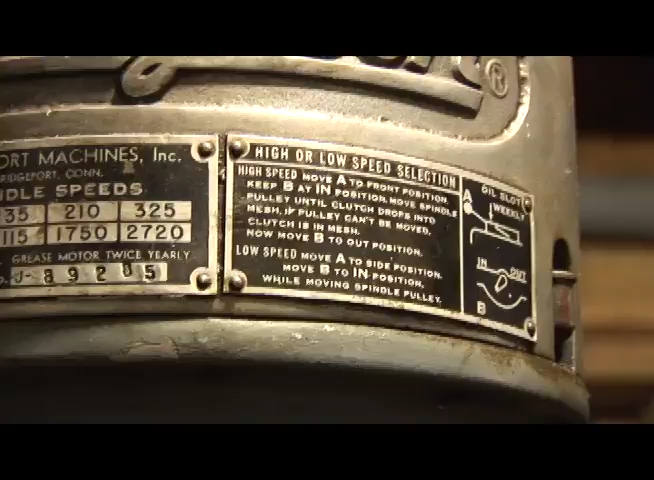 ®
ORT MACHINES, Inc.
RIDGEPORT, CONN.
NDLE SPEEDS
35 210 325
115 1750 2720
GREASE MOTOR TWICE YEARLY
J-89205
HIGH OR LOW SPEED SELECTION
HIGH SPEED MOVE A TO FRONT POSITION.
KEEP B AT IN POSITION. MOVE SPINDLE
PULLEY UNTIL CLUTCH DROPS INTO
MESH, IF PULLEY CAN'T BE MOVED,
CLUTCH IS IN MESH.
NOW MOVE B TO OUT POSITION.
LOW SPEED MOVE A TO SIDE POSITION.
MOVE B TO IN POSITION,
WHILE MOVING SPINDLE PULLEY.
OIL SLOT
WEEKLY
A
IN OUT
B